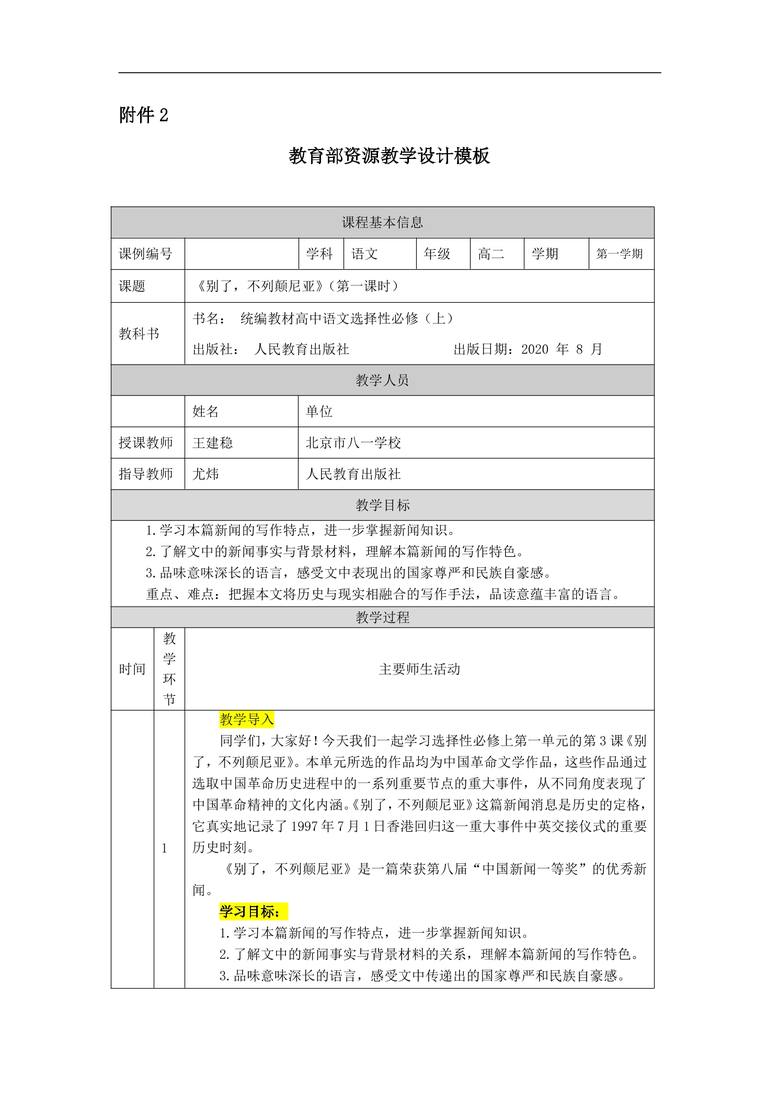 附件 2
教育部资源教学设计模板
课程基本信息
课例编号 学科 语文 年级 高二 学期 第一学期
课题 《别了，不列颠尼亚》（第一课时）
教科书
书名： 统编教材高中语文选择性必修（上）
出版社： 人民教育出版社 出版日期：2020 年 8 月
教学人员
姓名 单位
授课教师 王建稳 北京市八一学校
指导教师 尤炜 人民教育出版社
教学目标
1.学习本篇新闻的写作特点，进一步掌握新闻知识。
2.了解文中的新闻事实与背景材料，理解本篇新闻的写作特色。
3.品味意味深长的语言，感受文中表现出的国家尊严和民族自豪感。
重点、难点：把握本文将历史与现实相融合的写作手法，品读意蕴丰富的语言。
教学过程
时间 教学环节 主要师生活动
1
教学导入
同学们，大家好！今天我们一起学习选择性必修上第一单元的第 3 课《别
了，不列颠尼亚》。本单元所选的作品均为中国革命文学作品，这些作品通过
选取中国革命历史进程中的一系列重要节点的重大事件，从不同角度表现了
中国革命精神的文化内涵。《别了，不列颠尼亚》这篇新闻消息是历史的定格，
它真实地记录了 1997 年 7 月 1 日香港回归这一重大事件中英交接仪式的重要
历史时刻。
《别了，不列颠尼亚》是一篇荣获第八届“中国新闻一等奖”的优秀新
闻。
学习目标：
1.学习本篇新闻的写作特点，进一步掌握新闻知识。
2.了解文中的新闻事实与背景材料的关系，理解本篇新闻的写作特色。
3.品味意味深长的语言，感受文中传递出的国家尊严和民族自豪感。